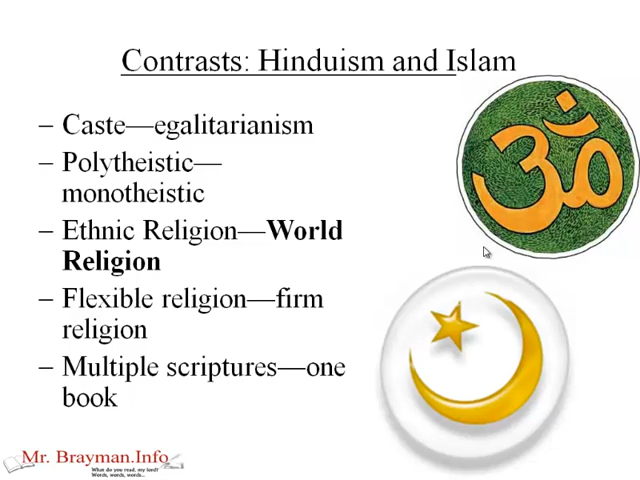 Contrasts: Hinduism and Islam
– Caste—egalitarianism
– Polytheistic—
monotheistic
– Ethnic Religion—World
Religion
– Flexible religion—firm
religion
– Multiple scriptures—one
book
ॐ
Mr. Brayman.Info
What do you read, my lord?
Words, words, words...